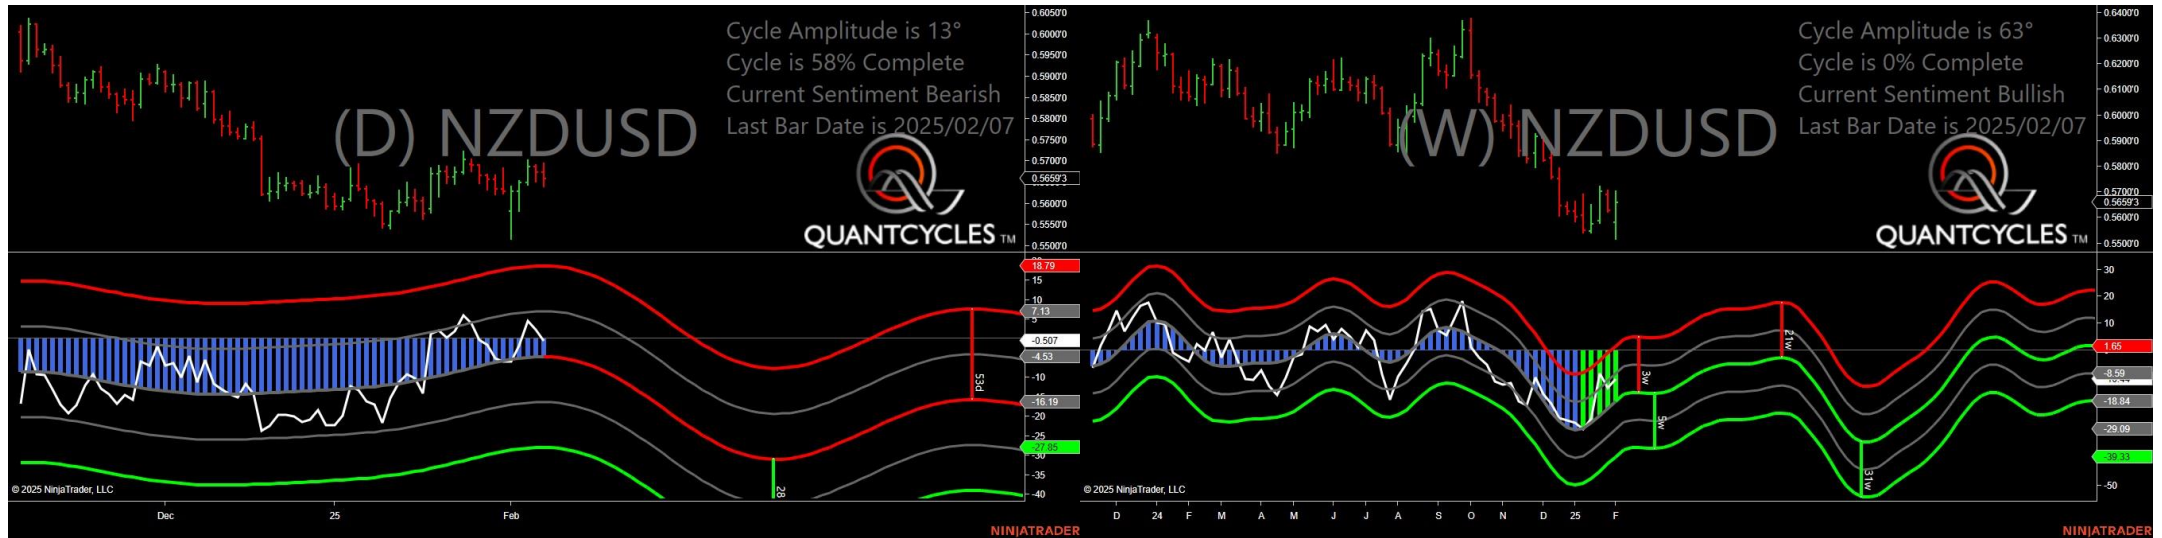 Cycle Amplitude is 13°
Cycle is 58% Complete
Current Sentiment Bearish
Last Bar Date is 2025/02/07
(D) NZDUSD
QUANTCYCLES TM
0.6050'0
0.6000'0
0.5950'0
0.5900'0
0.5850'0
0.5800'0
0.5750'0
0.5700'0
0.5659'3
0.5600'0
0.5550'0
0.5500'0
18.79
15
10
7.13
5
-0.507
-4.53
-10
-16.19
-20
-25
-27.95
-30
-35
-40
53d
28
© 2025 NinjaTrader, LLC
Dec
25
Feb
NINJATRADER
Cycle Amplitude is 63°
Cycle is 0% Complete
Current Sentiment Bullish
Last Bar Date is 2025/02/07
(W) NZDUSD
QUANTCYCLES TM
0.6400'0
0.6300'0
0.6200'0
0.6100'0
0.6000'0
0.5900'0
0.5800'0
0.5700'0
0.5659'3
0.5600'0
0.5500'0
30
20
10
1.65
-8.59
-18.84
-29.09
-39.33
-50
3w
5w
21w
31w
© 2025 NinjaTrader, LLC
D 24 F M A M J J A S O N D 25 F
NINJATRADER